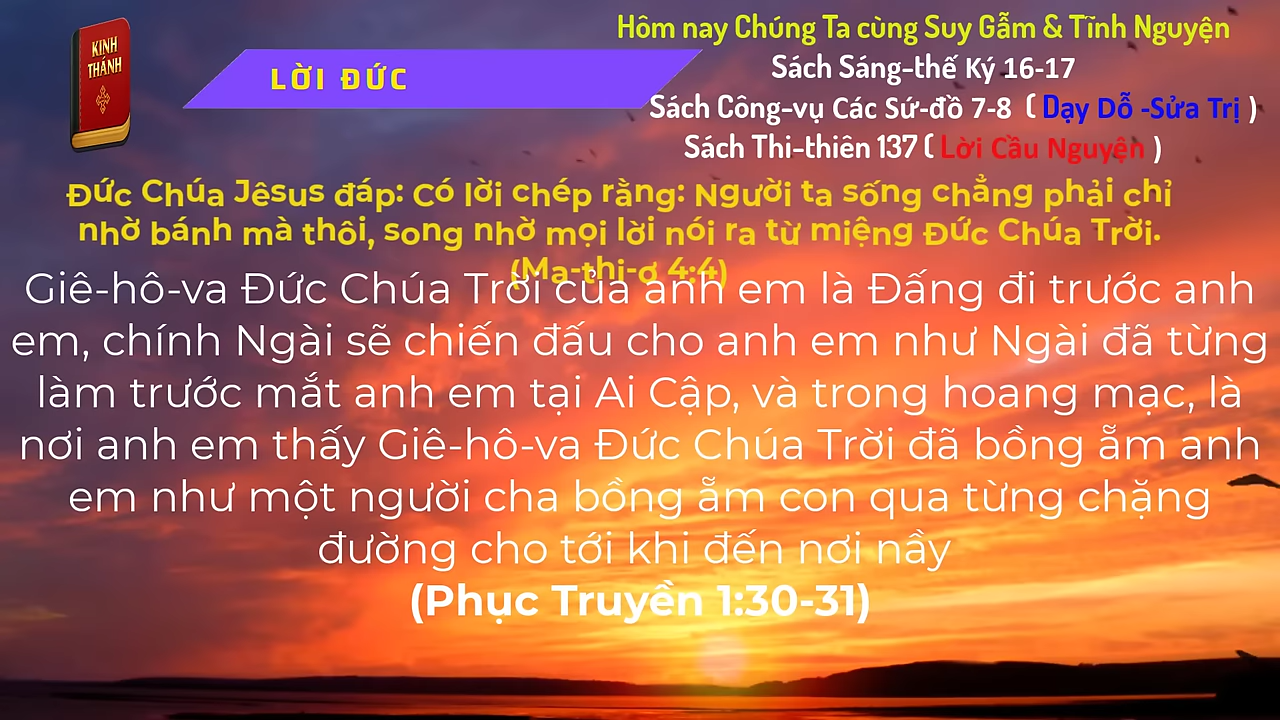 KINH
THÁNH
LỜI ĐỨC
Hôm nay Chúng Ta cùng Suy Gẫm & Tĩnh Nguyện
Sách Sáng-thế Ký 16-17
Sách Công-vụ Các Sứ-đồ 7-8 ( Dạy Dỗ -Sửa Trị )
Sách Thi-thiên 137 ( Lời Cầu Nguyện )
Đức Chúa Jêsus đáp: Có lời chép rằng: Người ta sống chẳng phải chỉ
nhờ bánh mà thôi, song nhờ mọi lời nói ra từ miệng Đức Chúa Trời.
(Ma-thi-ơ 4:4)
Giê-hô-va Đức Chúa Trời của anh em là Đấng đi trước anh
em, chính Ngài sẽ chiến đấu cho anh em như Ngài đã từng
làm trước mắt anh em tại Ai Cập, và trong hoang mạc, là
nơi anh em thấy Giê-hô-va Đức Chúa Trời đã bồng ẵm anh
em như một người cha bồng ẵm con qua từng chặng
đường cho tới khi đến nơi nầy
(Phục Truyền 1:30-31)